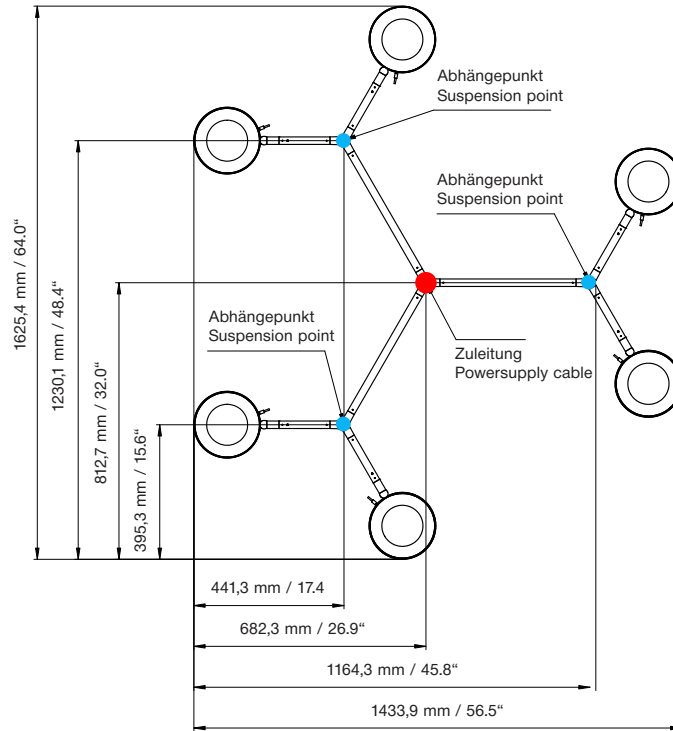 Abhängepunkt
Suspension point
Abhängepunkt
Suspension point
Abhängepunkt
Suspension point
Zuleitung
Powersupply cable
1625,4 mm / 64.0“
1230,1 mm / 48.4“
812,7 mm / 32.0“
395,3 mm / 15.6“
441,3 mm / 17.4
682,3 mm / 26.9“
1164,3 mm / 45.8“
1433,9 mm / 56.5“